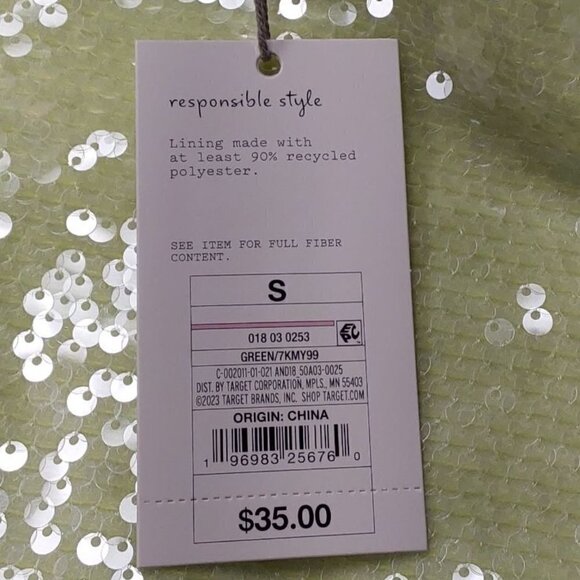 responsible style
Lining made with
at least 90% recycled
polyester.
SEE ITEM FOR FULL FIBER
CONTENT.
S
018 03 0253
GREEN/7KMY99
C-002011-01-021 AND18 50A03-0025
DIST. BY TARGET CORPORATION, MPLS., MN 55403
©2023 TARGET BRANDS, INC. SHOP TARGET.COM
ORIGIN: CHINA
1 96983 25676 0
$35.00